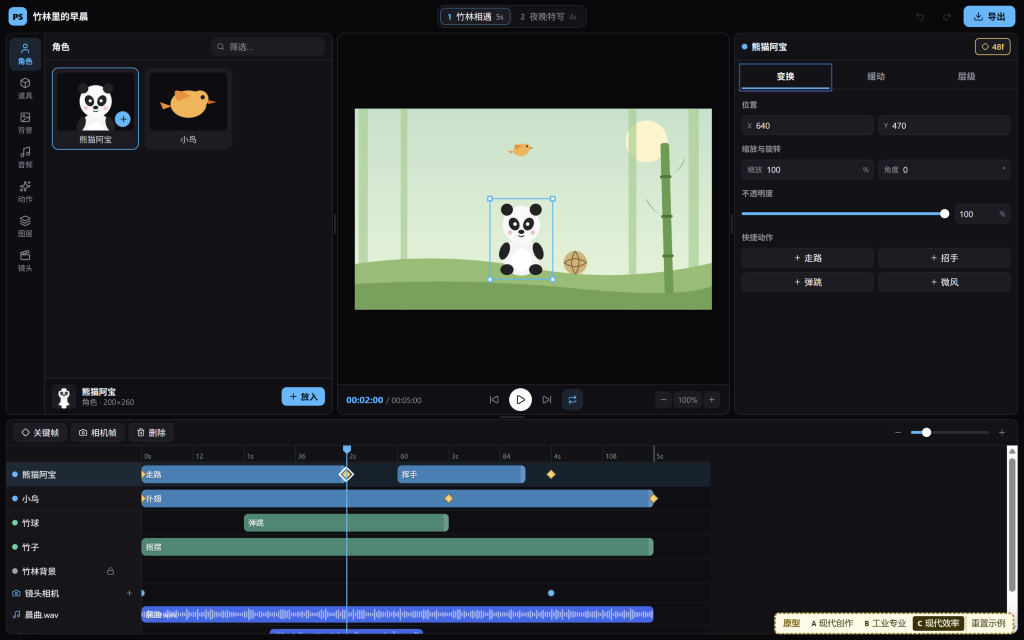 PS 竹林里的早晨
1 竹林相遇 5s
2 夜晚特写 4s
导出
角色
道具
背景
音频
动作
图层
镜头
角色
筛选...
熊猫阿宝
小鸟
熊猫阿宝
角色 · 200×260
放入
00:02:00 / 00:05:00
100%
熊猫阿宝
48f
变换
缓动
层级
位置
X 640
Y 470
缩放与旋转
缩放 100 %
角度 0 °
不透明度
100 %
快捷动作
走路
招手
弹跳
微风
关键帧
相机帧
删除
0s 12 1s 36 2s 60 3s 84 4s 108 5s
熊猫阿宝 走路 挥手
小鸟 扑翅
竹球 弹跳
竹子 摇摆
竹林背景
镜头相机
晨曲.wav 晨曲.wav
原型 A 现代创作 B 工业专业 C 现代效率 重置示例